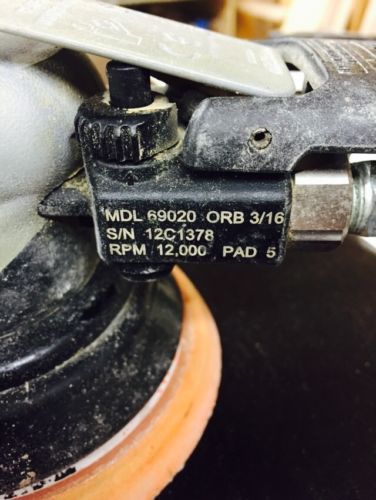 MDL 69020 ORB 3/16
S/N 12C1378
RPM 12,000 PAD 5